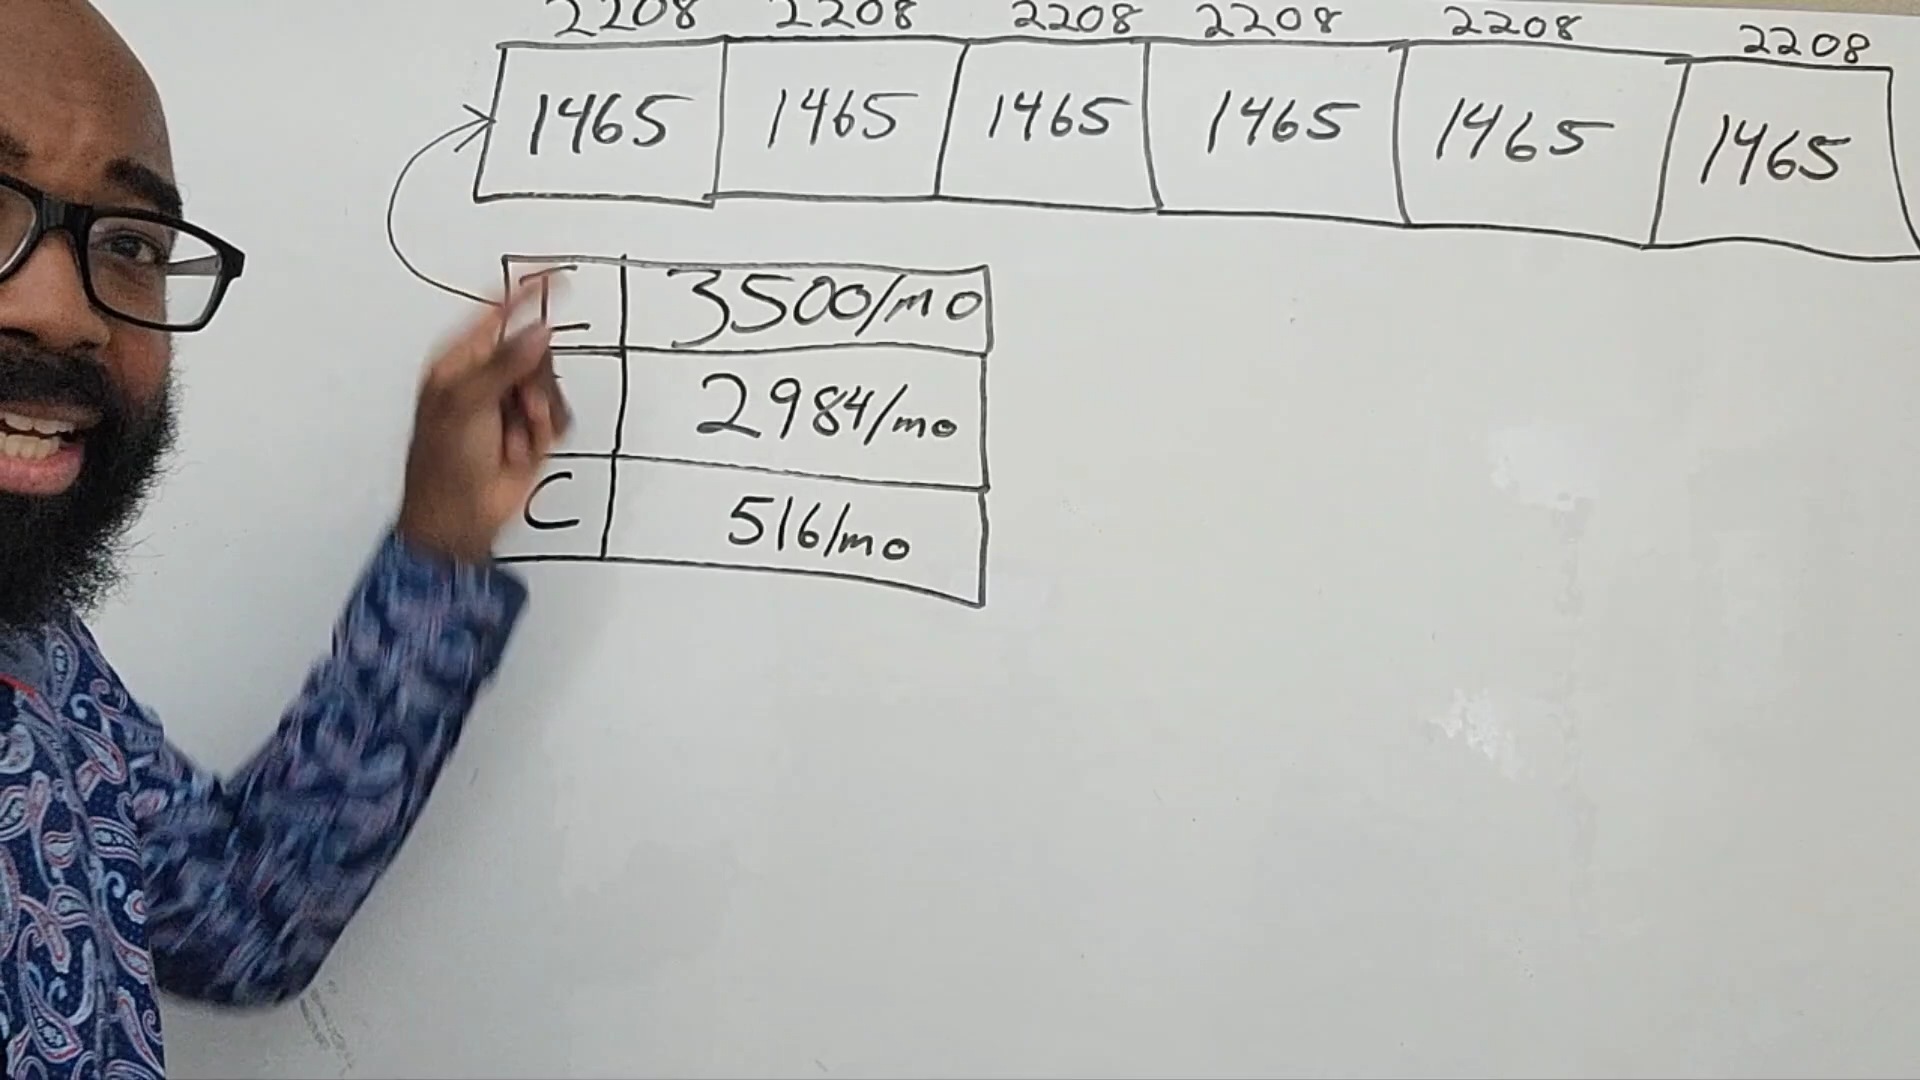 2208 2208 2208 2208 2208 2208
1465 1465 1465 1465 1465 1465
I 3500/mo
2984/mo
C 516/mo